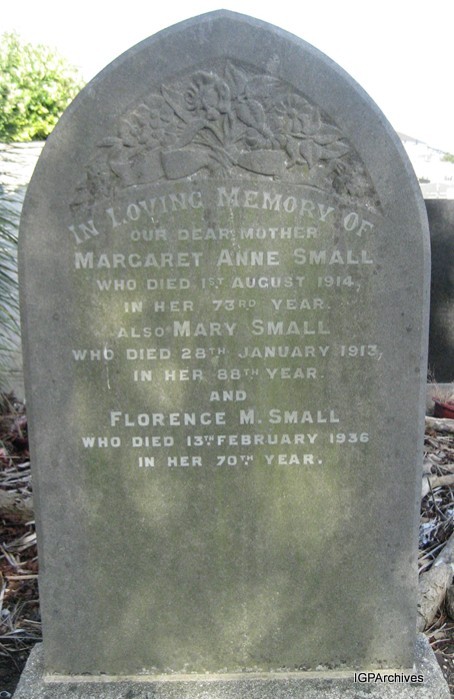 IN LOVING MEMORY OF
OUR DEAR MOTHER
MARGARET ANNE SMALL
WHO DIED 1ST AUGUST 1914,
IN HER 73RD YEAR.
ALSO MARY SMALL
WHO DIED 28TH JANUARY 1913,
IN HER 88TH YEAR.
AND
FLORENCE M. SMALL
WHO DIED 13TH FEBRUARY 1936
IN HER 70TH YEAR.
IGPArchives